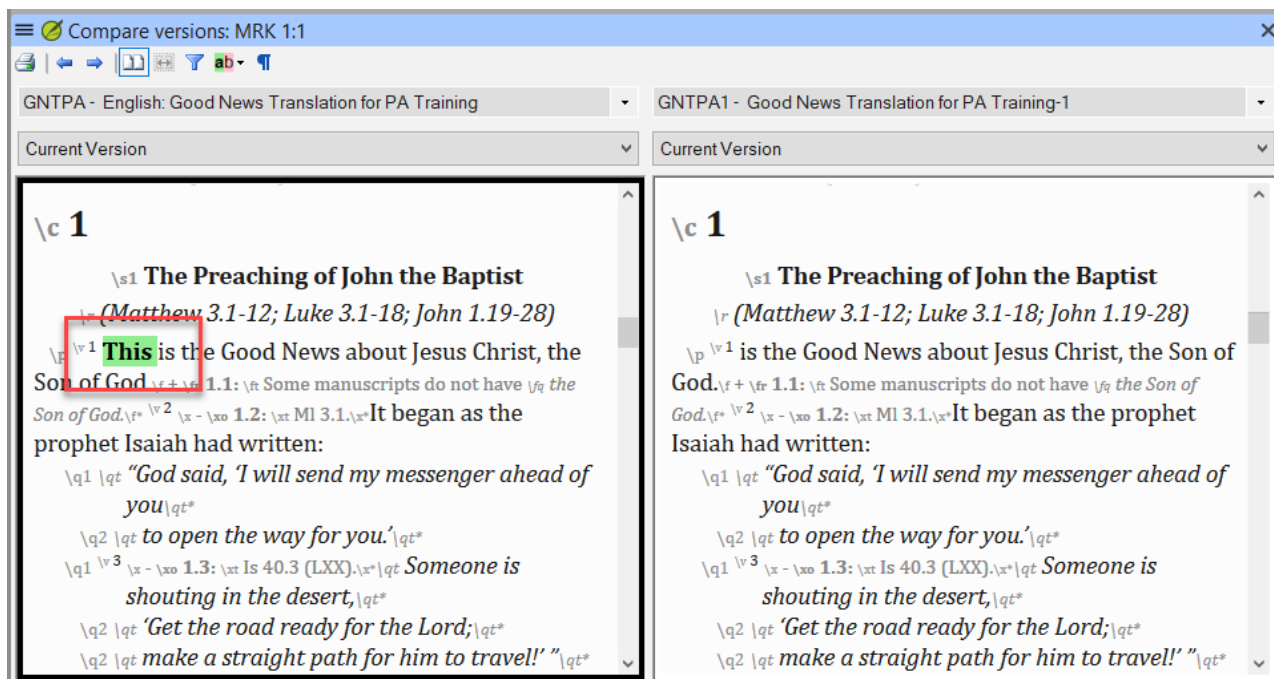 Compare versions: MRK 1:1
ab
GNTPA - English: Good News Translation for PA Training
Current Version
\c 1
\s1 The Preaching of John the Baptist
\r (Matthew 3.1-12; Luke 3.1-18; John 1.19-28)
\p \v 1 This is the Good News about Jesus Christ, the
Son of God.\f + \fr 1.1: \ft Some manuscripts do not have \fq the
Son of God.\f* \v 2 \x - \xo 1.2: \xt Ml 3.1.\x*It began as the
prophet Isaiah had written:
\q1 \qt “God said, ‘I will send my messenger ahead of
you\qt*
\q2 \qt to open the way for you.’\qt*
\q1 \v 3 \x - \xo 1.3: \xt Is 40.3 (LXX).\x*\qt Someone is
shouting in the desert,\qt*
\q2 \qt ‘Get the road ready for the Lord;\qt*
\q2 \qt make a straight path for him to travel!’ ”\qt*
GNTPA1 - Good News Translation for PA Training-1
Current Version
\c 1
\s1 The Preaching of John the Baptist
\r (Matthew 3.1-12; Luke 3.1-18; John 1.19-28)
\p \v 1 is the Good News about Jesus Christ, the Son of
God.\f + \fr 1.1: \ft Some manuscripts do not have \fq the Son of
God.\f* \v 2 \x - \xo 1.2: \xt Ml 3.1.\x*It began as the prophet
Isaiah had written:
\q1 \qt “God said, ‘I will send my messenger ahead of
you\qt*
\q2 \qt to open the way for you.’\qt*
\q1 \v 3 \x - \xo 1.3: \xt Is 40.3 (LXX).\x*\qt Someone is
shouting in the desert,\qt*
\q2 \qt ‘Get the road ready for the Lord;\qt*
\q2 \qt make a straight path for him to travel!’ ”\qt*